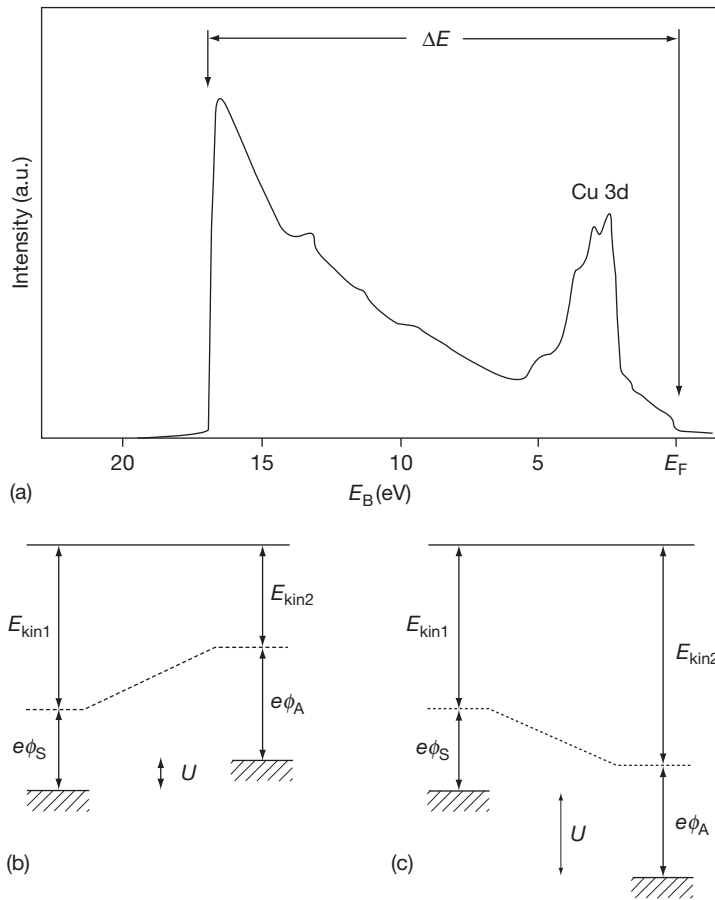 ΔE
Cu 3d
Intensity (a.u.)
20 15 10 5 E_F
E_B (eV)
(a)
E_kin1
E_kin2
eϕ_S
eϕ_A
U
(b)
E_kin1
E_kin2
eϕ_S
eϕ_A
U
(c)